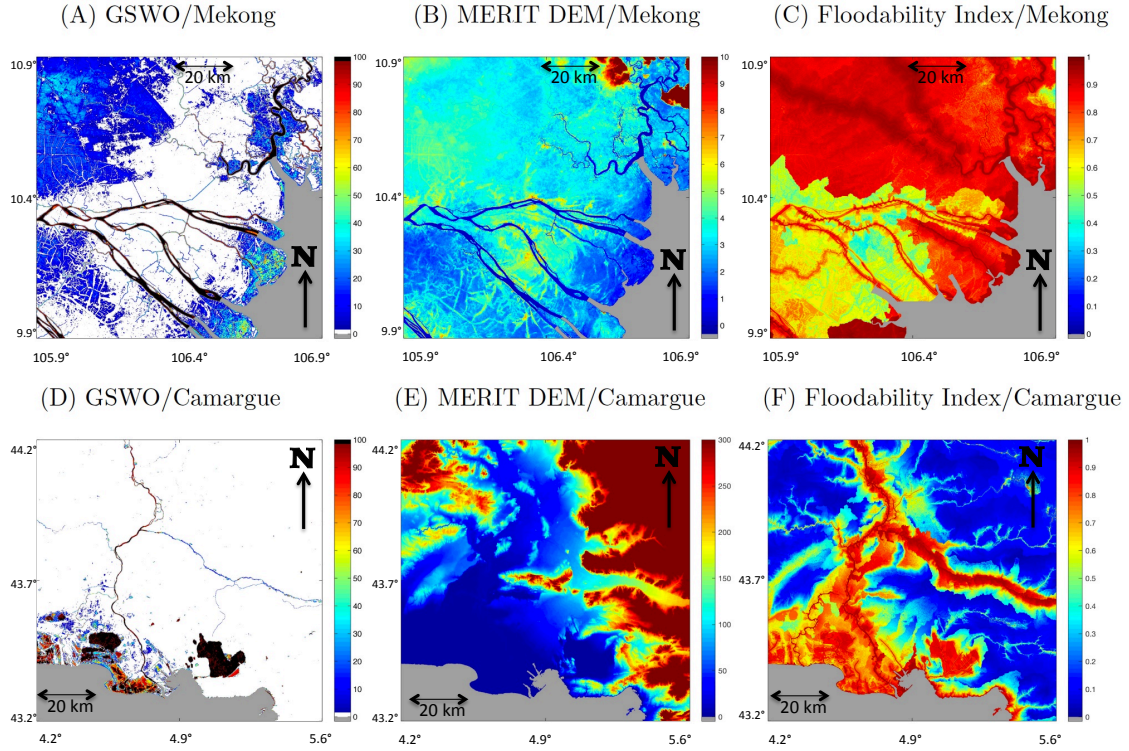 (A) GSWO/Mekong (B) MERIT DEM/Mekong (C) Floodability Index/Mekong
10.9° 20 km 100 10.9° 20 km 10 10.9° 20 km 1
90 9 0.9
80 8 0.8
70 7 0.7
60 6 0.6
10.4° 50 10.4° 5 10.4° 0.5
40 4 0.4
N 30 N 3 N 0.3
20 2 0.2
10 1 0.1
9.9° 0 9.9° 0 9.9° 0
105.9° 106.4° 106.9° 105.9° 106.4° 106.9° 105.9° 106.4° 106.9°
(D) GSWO/Camargue (E) MERIT DEM/Camargue (F) Floodability Index/Camargue
44.2° N 100 44.2° N 300 44.2° N 1
90 0.9
80 250 0.8
70 0.7
60 200 0.6
43.7° 50 43.7° 150 43.7° 0.5
40 0.4
30 100 0.3
20 50 0.2
20 km 10 20 km 20 km 0.1
43.2° 0 43.2° 0 43.2° 0
4.2° 4.9° 5.6° 4.2° 4.9° 5.6° 4.2° 4.9° 5.6°